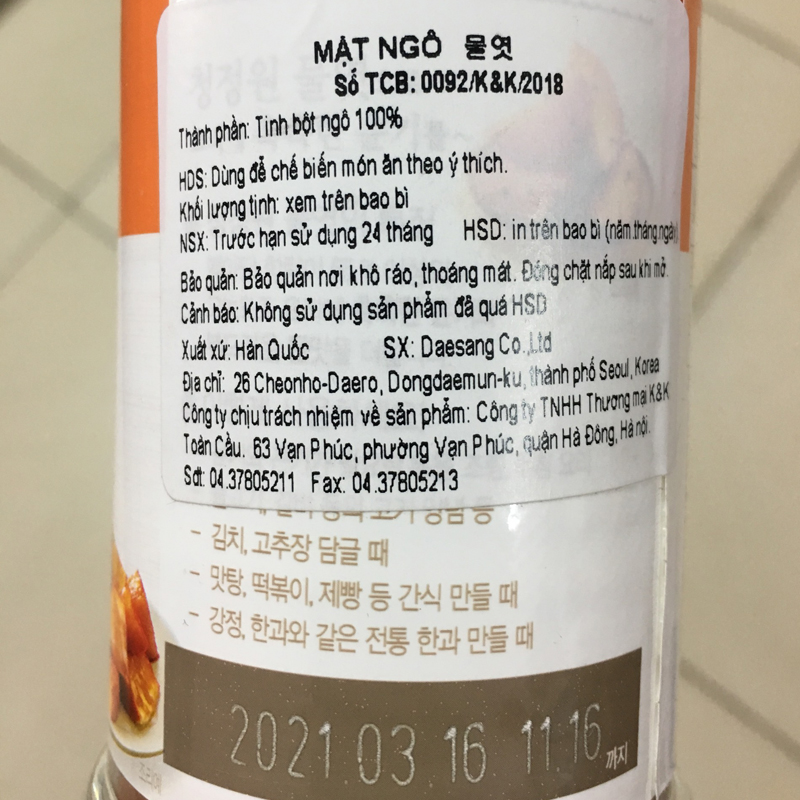 MẬT NGÔ 물엿
Số TCB: 0092/K&K/2018
Thành phần: Tinh bột ngô 100%
HDS: Dùng để chế biến món ăn theo ý thích.
Khối lượng tịnh: xem trên bao bì
NSX: Trước hạn sử dụng 24 tháng HSD: in trên bao bì (năm.tháng.ngày).
Bảo quản: Bảo quản nơi khô ráo, thoáng mát. Đóng chặt nắp sau khi mở.
Cảnh báo: Không sử dụng sản phẩm đã quá HSD
Xuất xứ: Hàn Quốc SX: Daesang Co.,Ltd
Địa chỉ: 26 Cheonho-Daero, Dongdaemun-ku, thành phố Seoul, Korea
Công ty chịu trách nhiệm về sản phẩm: Công ty TNHH Thương mại K&K
Toàn Cầu. 63 Vạn Phúc, phường Vạn Phúc, quận Hà Đông, Hà nội.
Sdt: 04.37805211 Fax: 04.37805213
- 김치, 고추장 담글 때
- 맛탕, 떡볶이, 제빵 등 간식 만들 때
- 강정, 한과와 같은 전통 한과 만들 때
2021.03 16 11.16 까지